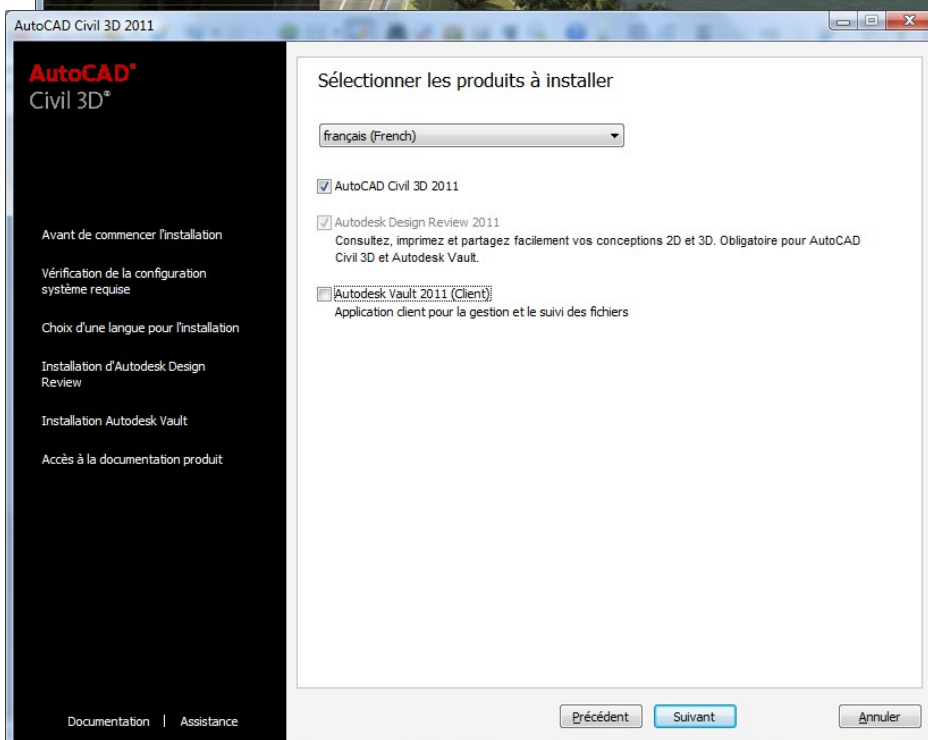 AutoCAD Civil 3D 2011
AutoCAD®
Civil 3D®
Avant de commencer l'installation
Vérification de la configuration
système requise
Choix d'une langue pour l'installation
Installation d'Autodesk Design
Review
Installation Autodesk Vault
Accès à la documentation produit
Documentation | Assistance
Sélectionner les produits à installer
français (French)
AutoCAD Civil 3D 2011
Autodesk Design Review 2011
Consultez, imprimez et partagez facilement vos conceptions 2D et 3D. Obligatoire pour AutoCAD
Civil 3D et Autodesk Vault.
Autodesk Vault 2011 (Client)
Application client pour la gestion et le suivi des fichiers
Précédent
Suivant
Annuler